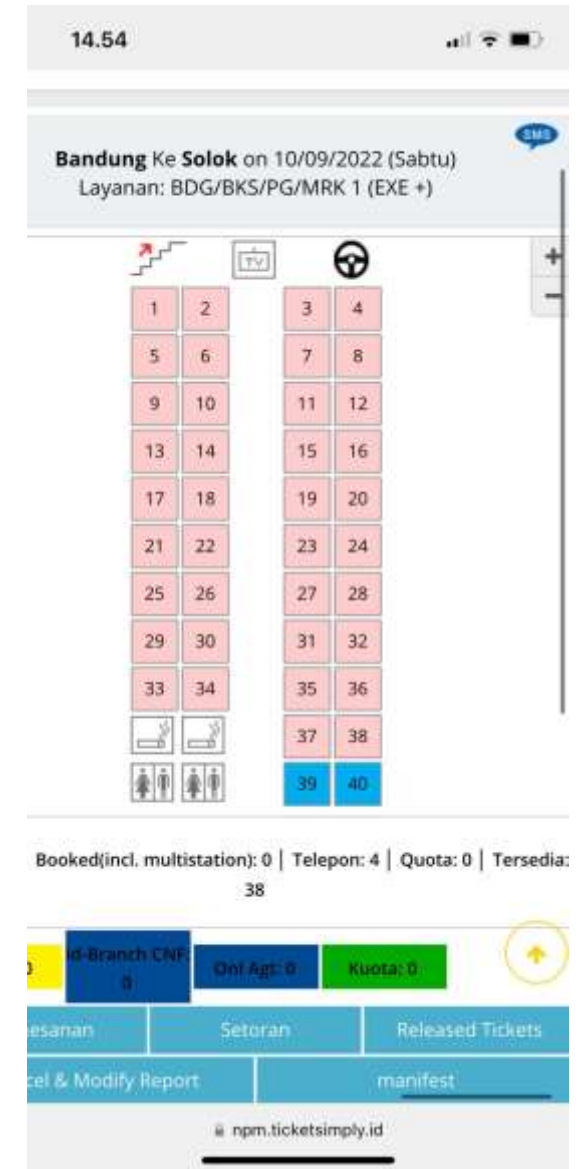 14.54
SMS
Bandung Ke Solok on 10/09/2022 (Sabtu)
Layanan: BDG/BKS/PG/MRK 1 (EXE +)
TV
+
1 2 3 4
−
5 6 7 8
9 10 11 12
13 14 15 16
17 18 19 20
21 22 23 24
25 26 27 28
29 30 31 32
33 34 35 36
37 38
39 40
Booked(incl. multistation): 0 | Telepon: 4 | Quota: 0 | Tersedia:
38
id-Branch CNF:
0
Onl Agt: 0
Kuota: 0
esanan
Setoran
Released Tickets
cel & Modify Report
manifest
npm.ticketsimply.id